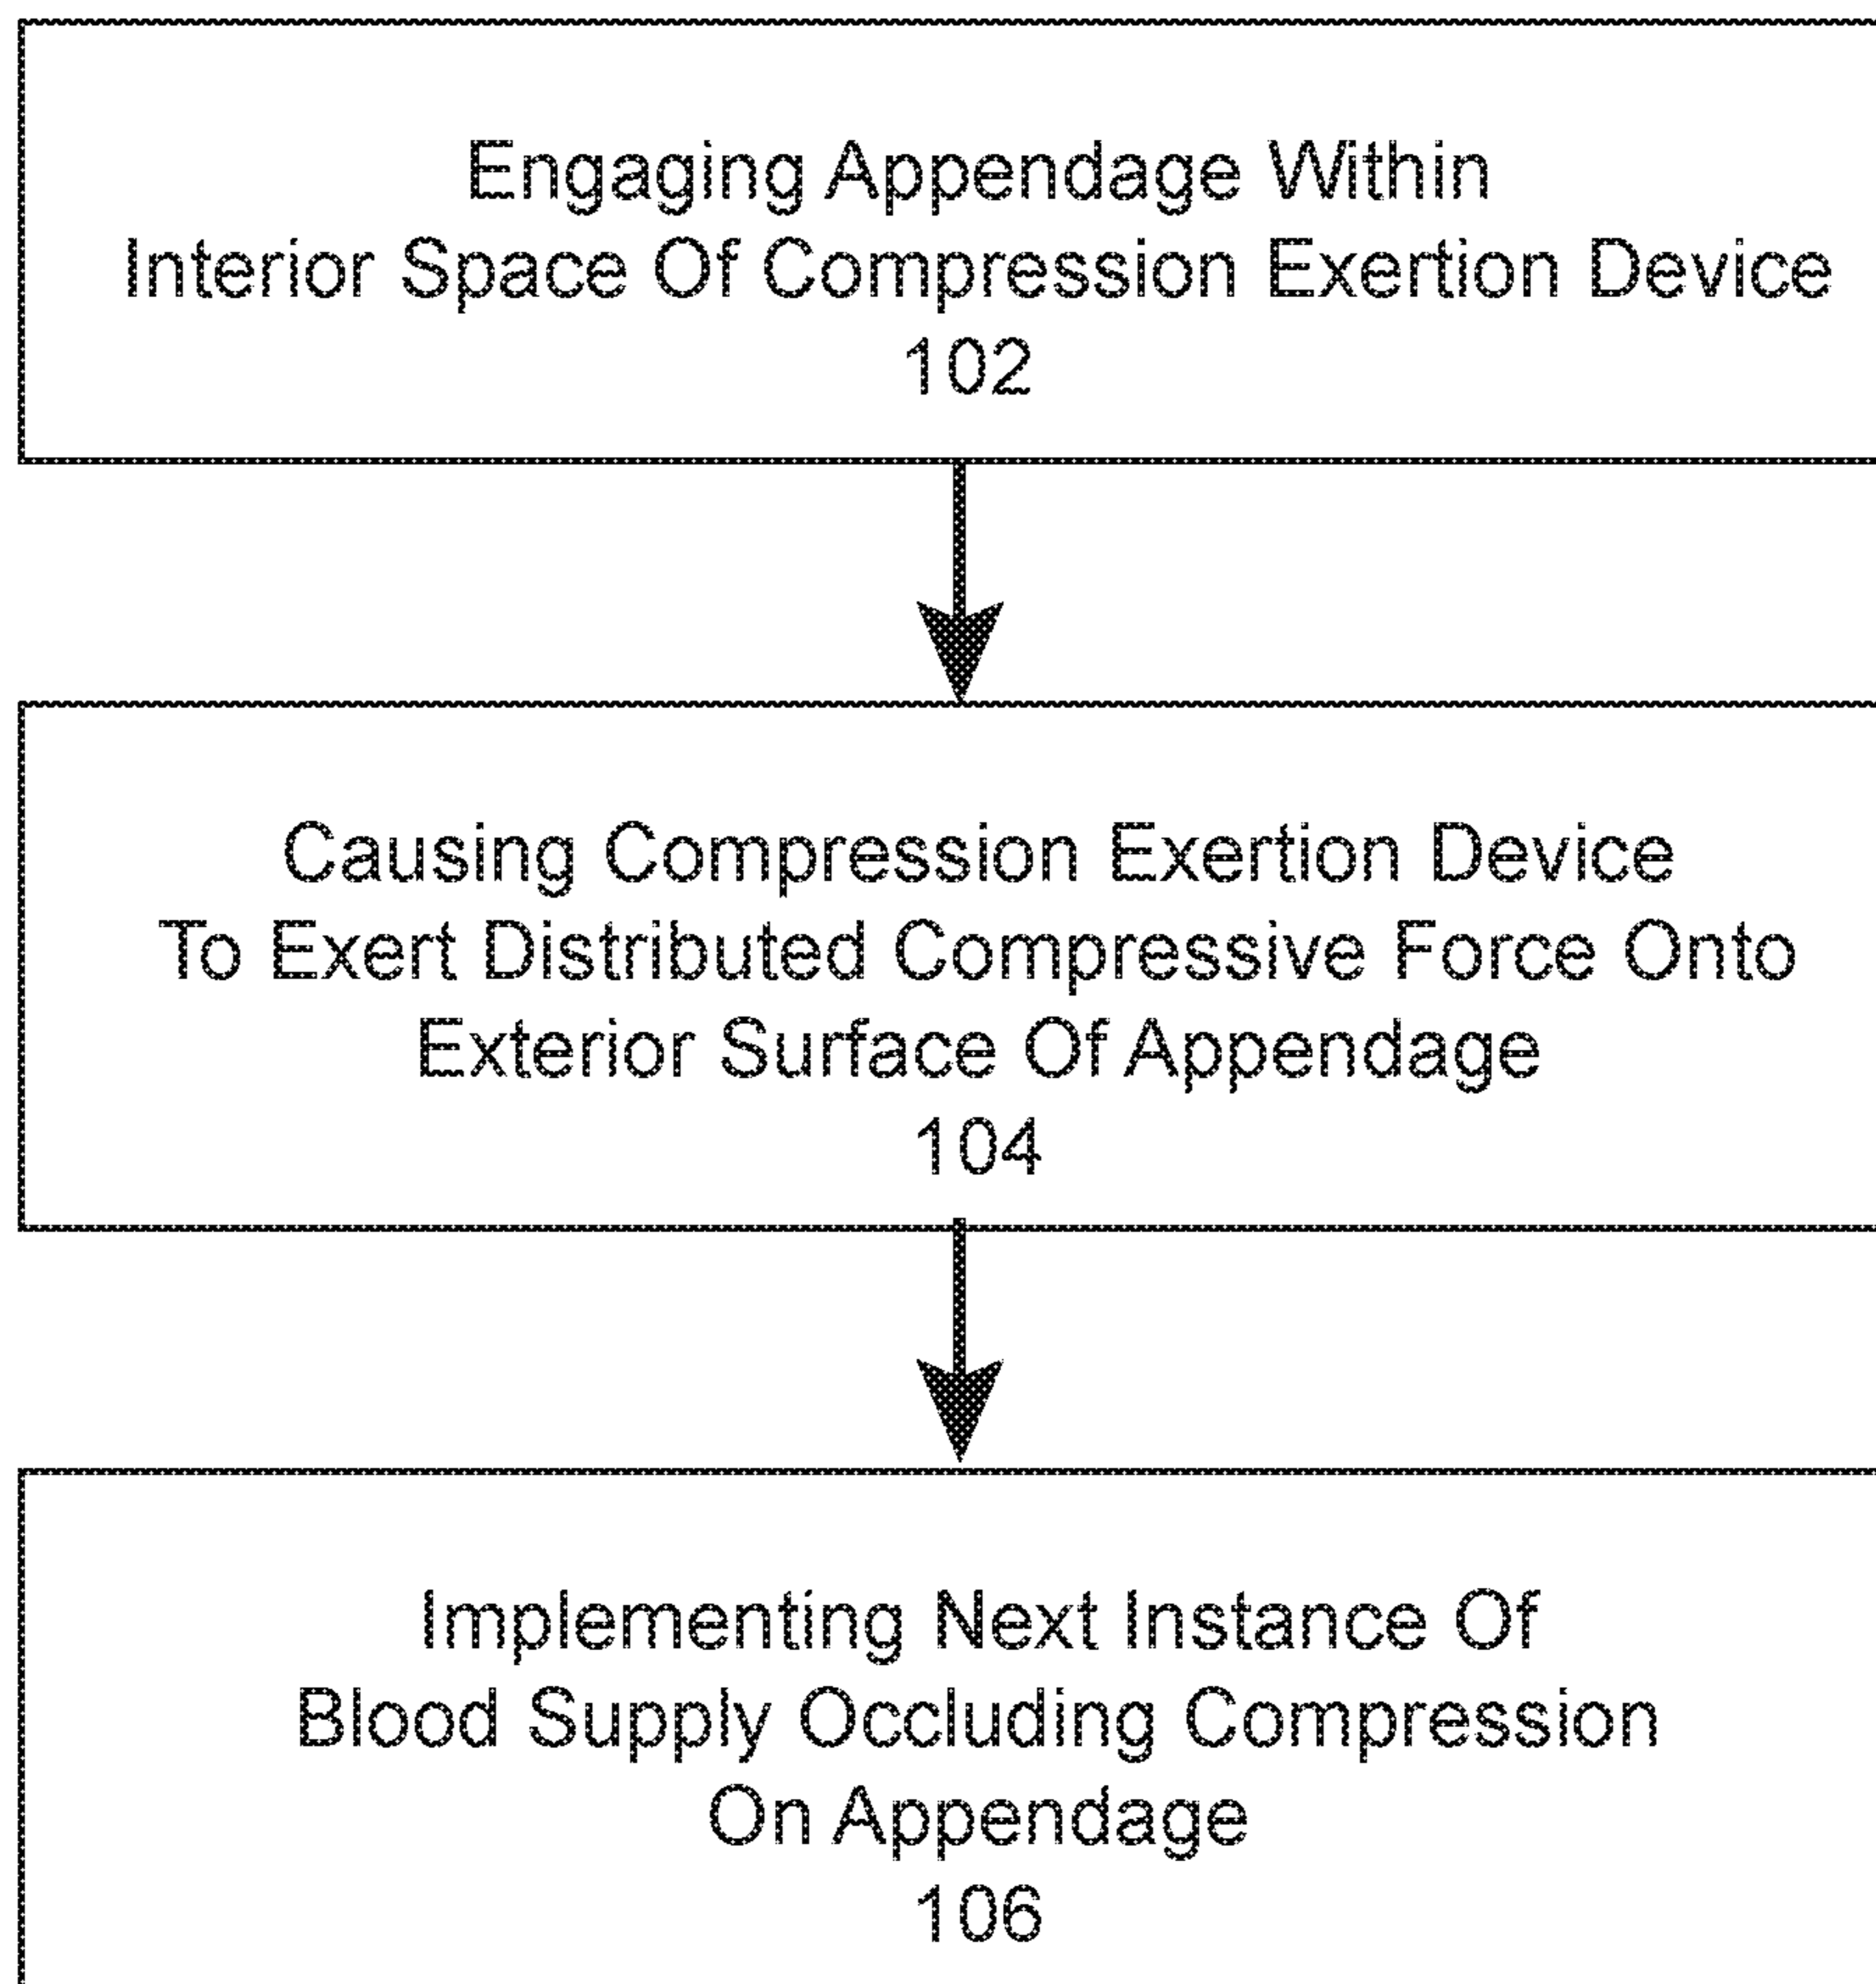 Engaging Appendage Within
Interior Space Of Compression Exertion Device
102
Causing Compression Exertion Device
To Exert Distributed Compressive Force Onto
Exterior Surface Of Appendage
104
Implementing Next Instance Of
Blood Supply Occluding Compression
On Appendage
106